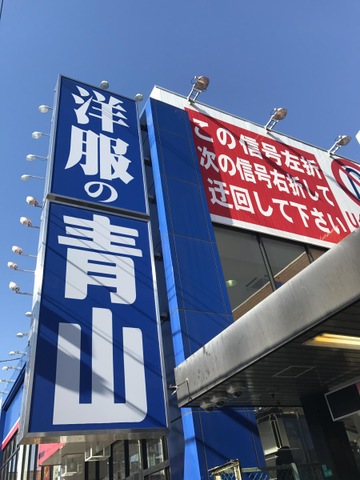 洋服の
青山
この信号左折
次の信号右折して
迂回して下さい